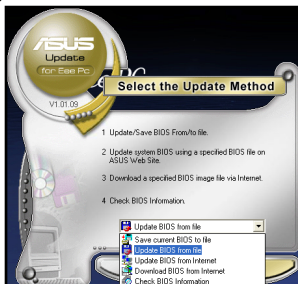 ASUS
Update
for Eee Pc
V1.01.09
Select the Update Method
1 Update/Save BIOS From/to file.
2 Update system BIOS using a specified BIOS file on
ASUS Web Site.
3 Download a specified BIOS image file via Internet.
4 Check BIOS Information.
Update BIOS from file
Save current BIOS to file
Update BIOS from file
Update BIOS from Internet
Download BIOS from Internet
Check BIOS Information